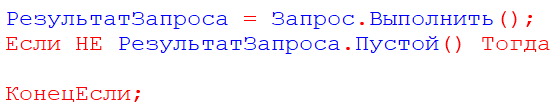 РезультатЗапроса = Запрос.Выполнить();
Если НЕ РезультатЗапроса.Пустой() Тогда
КонецЕсли;